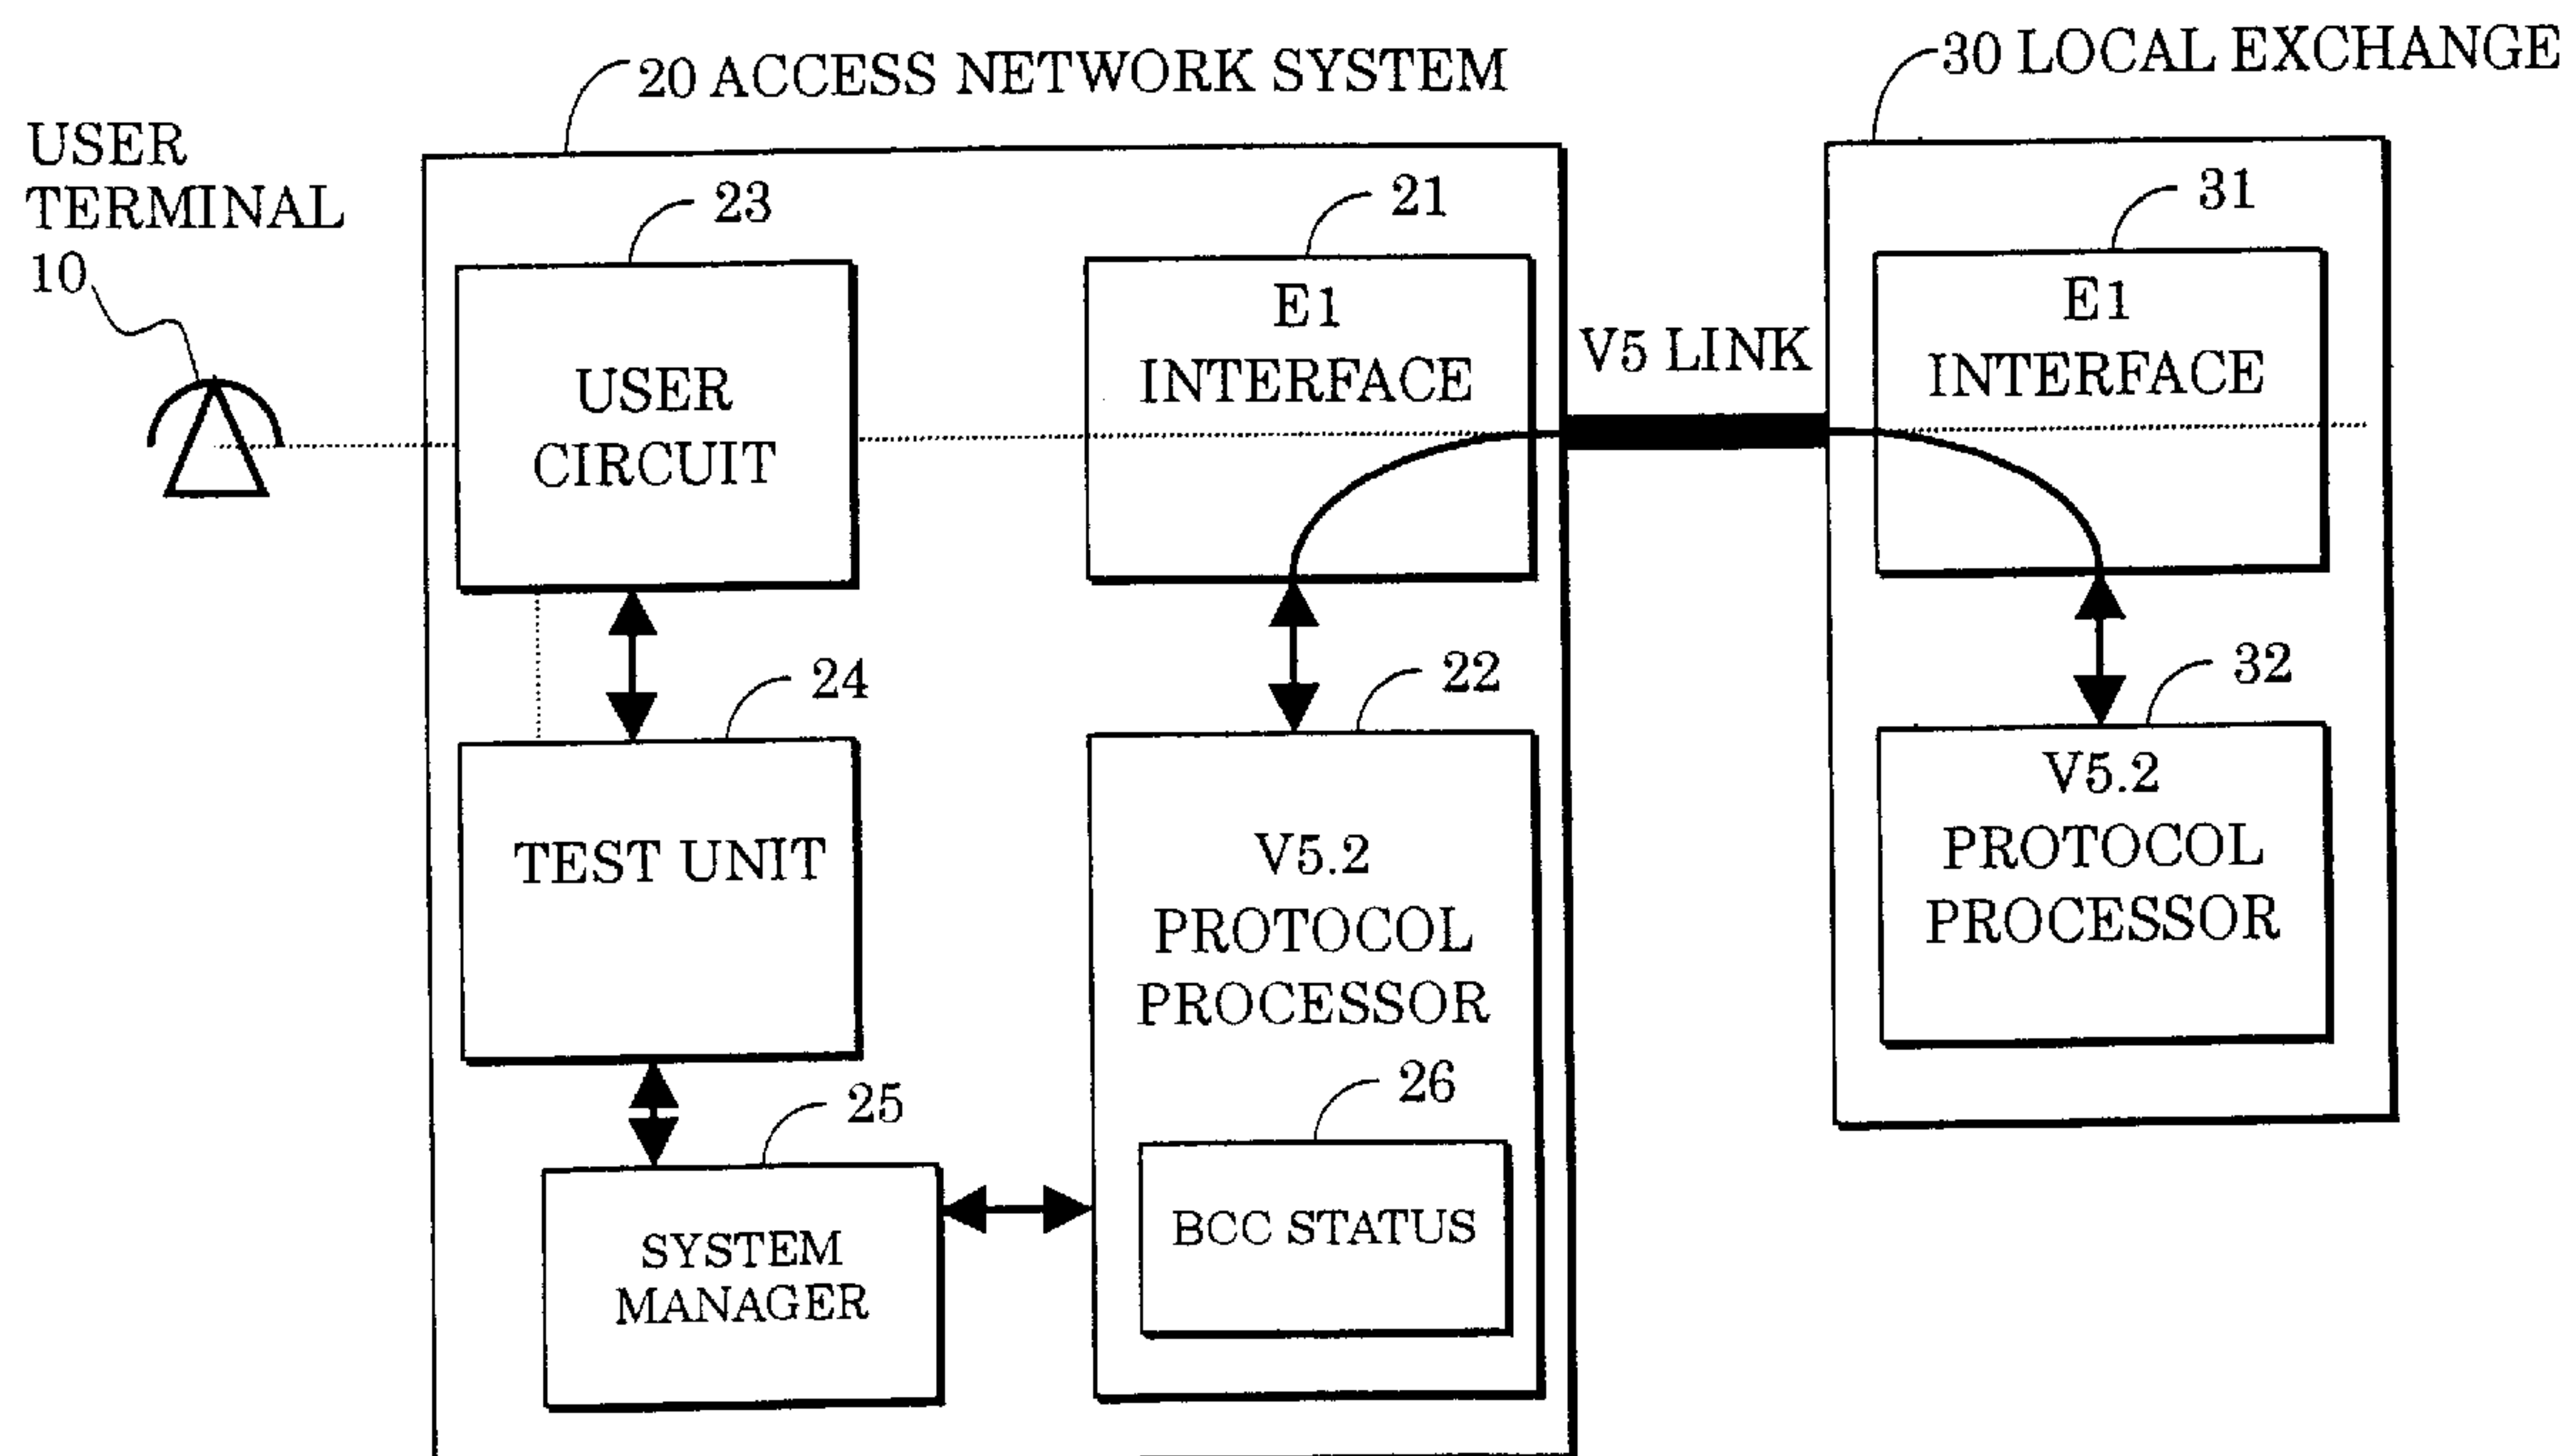 20 ACCESS NETWORK SYSTEM
30 LOCAL EXCHANGE
USER
TERMINAL
10
23
USER
CIRCUIT
21
E1
INTERFACE
V5 LINK
31
E1
INTERFACE
24
TEST UNIT
22
V5.2
PROTOCOL
PROCESSOR
32
V5.2
PROTOCOL
PROCESSOR
25
SYSTEM
MANAGER
26
BCC STATUS